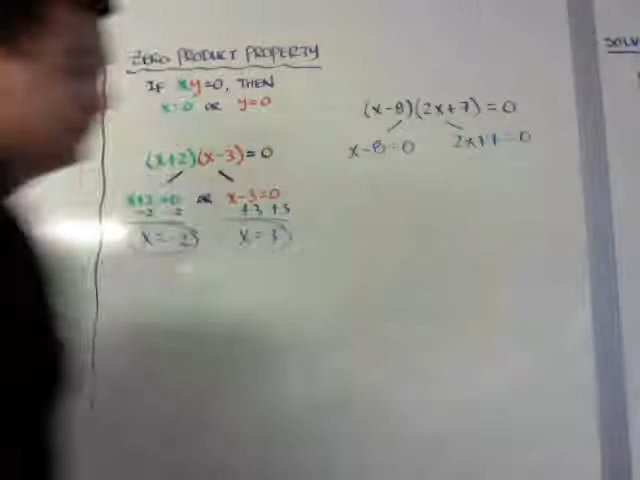 ZERO PRODUCT PROPERTY
IF xy=0, THEN
x=0 OR y=0
(x+2)(x-3)=0
x+2=0 OR x-3=0
-2 -2 +3 +3
x=-2 x=3
(x-8)(2x+7)=0
x-8=0 2x+7=0
SOLV